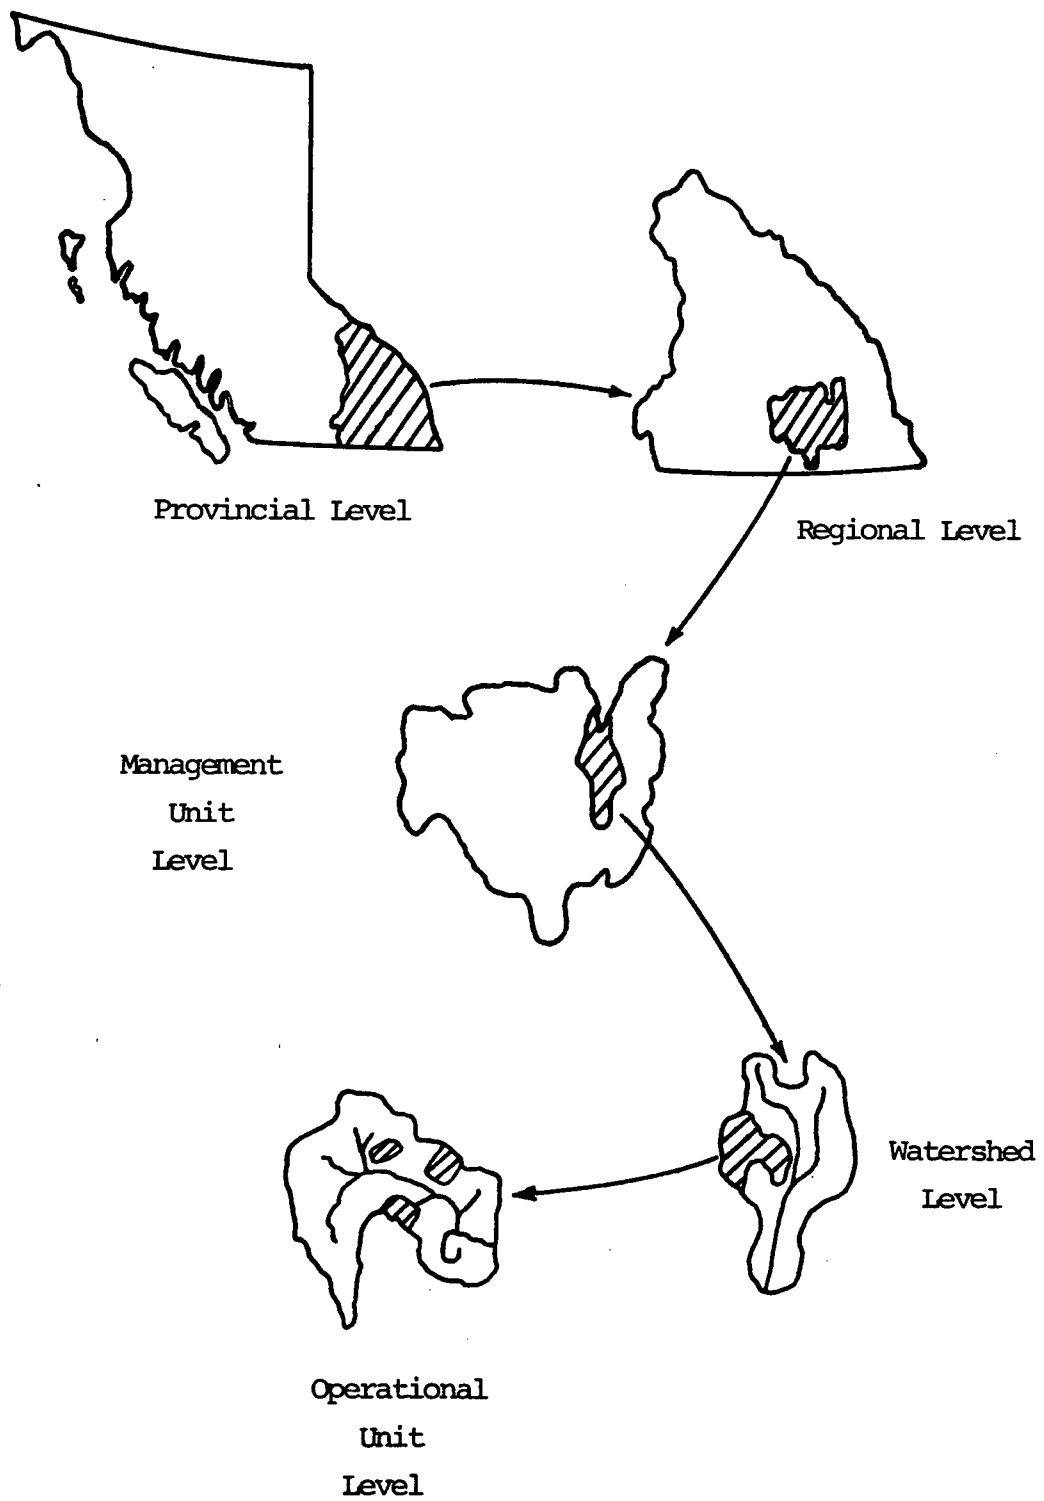 Provincial Level
Regional Level
Management
Unit
Level
Watershed
Level
Operational
Unit
Level